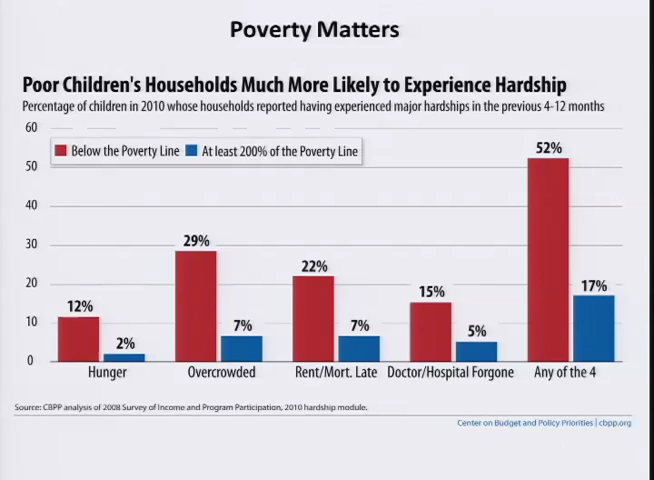 Poverty Matters
Poor Children's Households Much More Likely to Experience Hardship
Percentage of children in 2010 whose households reported having experienced major hardships in the previous 4-12 months
60
Below the Poverty Line At least 200% of the Poverty Line
50
40
30
20
10
0
12% 2% 29% 7% 22% 7% 15% 5% 52% 17%
Hunger Overcrowded Rent/Mort. Late Doctor/Hospital Forgone Any of the 4
Source: CBPP analysis of 2008 Survey of Income and Program Participation, 2010 hardship module.
Center on Budget and Policy Priorities | cbpp.org